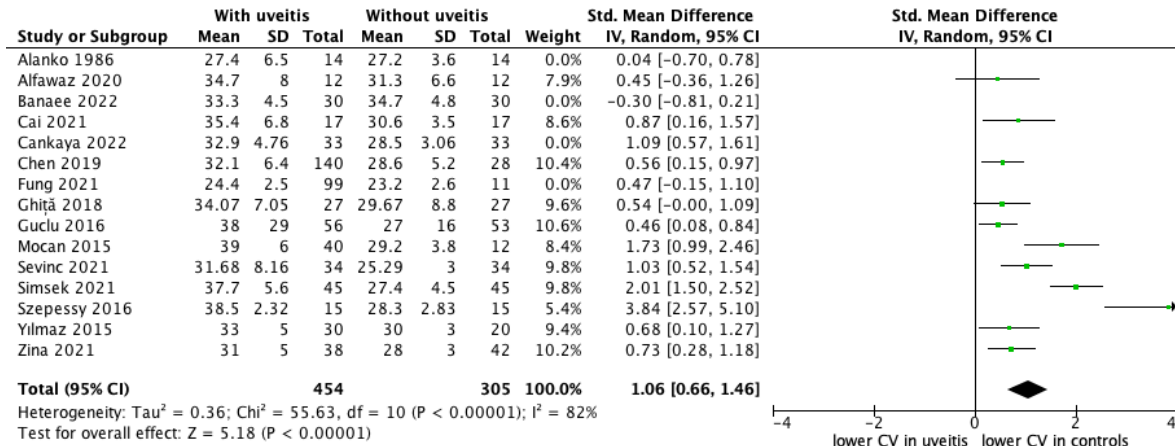 With uveitis Without uveitis Std. Mean Difference Std. Mean Difference
Study or Subgroup Mean SD Total Mean SD Total Weight IV, Random, 95% CI IV, Random, 95% CI
Alanko 1986 27.4 6.5 14 27.2 3.6 14 0.0% 0.04 [-0.70, 0.78]
Alfawaz 2020 34.7 8 12 31.3 6.6 12 7.9% 0.45 [-0.36, 1.26]
Banaee 2022 33.3 4.5 30 34.7 4.8 30 0.0% -0.30 [-0.81, 0.21]
Cai 2021 35.4 6.8 17 30.6 3.5 17 8.6% 0.87 [0.16, 1.57]
Cankaya 2022 32.9 4.76 33 28.5 3.06 33 0.0% 1.09 [0.57, 1.61]
Chen 2019 32.1 6.4 140 28.6 5.2 28 10.4% 0.56 [0.15, 0.97]
Fung 2021 24.4 2.5 99 23.2 2.6 11 0.0% 0.47 [-0.15, 1.10]
Ghiță 2018 34.07 7.05 27 29.67 8.8 27 9.6% 0.54 [-0.00, 1.09]
Guclu 2016 38 29 56 27 16 53 10.6% 0.46 [0.08, 0.84]
Mocan 2015 39 6 40 29.2 3.8 12 8.4% 1.73 [0.99, 2.46]
Sevinc 2021 31.68 8.16 34 25.29 3 34 9.8% 1.03 [0.52, 1.54]
Simsek 2021 37.7 5.6 45 27.4 4.5 45 9.8% 2.01 [1.50, 2.52]
Szepessy 2016 38.5 2.32 15 28.3 2.83 15 5.4% 3.84 [2.57, 5.10]
Yılmaz 2015 33 5 30 30 3 20 9.4% 0.68 [0.10, 1.27]
Zina 2021 31 5 38 28 3 42 10.2% 0.73 [0.28, 1.18]
Total (95% CI) 454 305 100.0% 1.06 [0.66, 1.46]
Heterogeneity: Tau² = 0.36; Chi² = 55.63, df = 10 (P < 0.00001); I² = 82%
Test for overall effect: Z = 5.18 (P < 0.00001)
-4 -2 0 2 4
lower CV in uveitis lower CV in controls